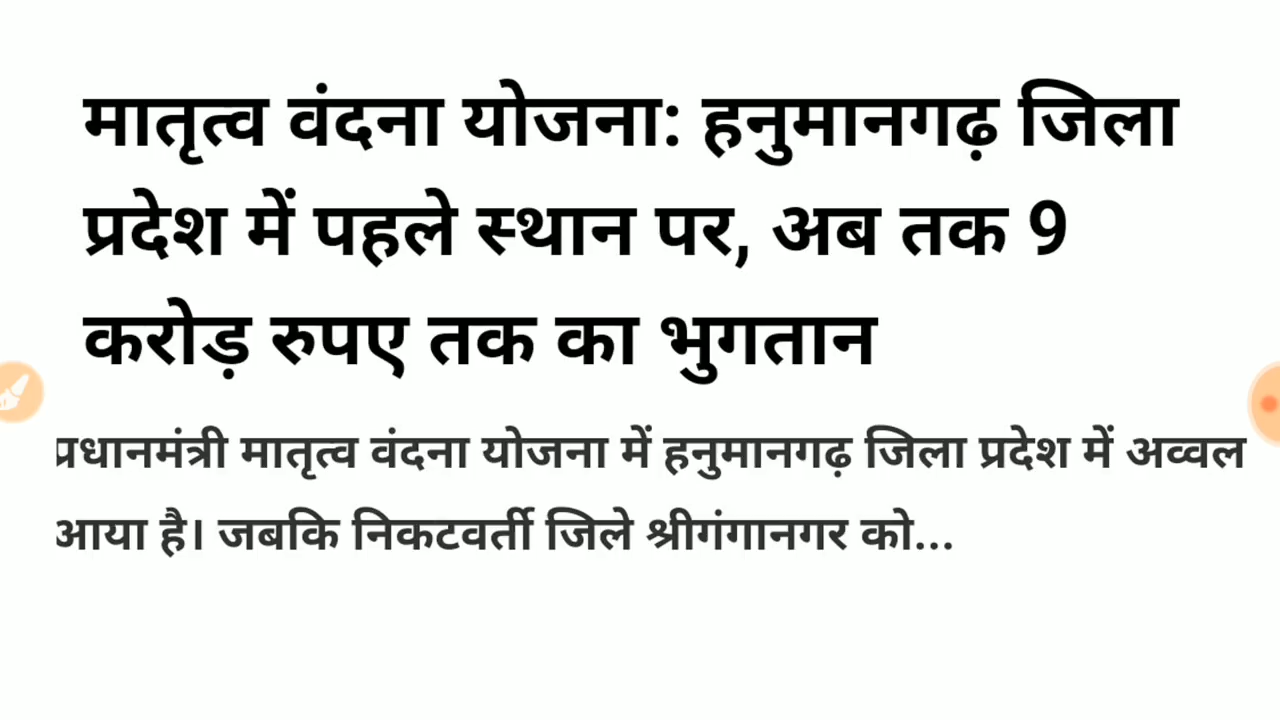 मातृत्व वंदना योजना: हनुमानगढ़ जिला
प्रदेश में पहले स्थान पर, अब तक 9
करोड़ रुपए तक का भुगतान
प्रधानमंत्री मातृत्व वंदना योजना में हनुमानगढ़ जिला प्रदेश में अव्वल
आया है। जबकि निकटवर्ती जिले श्रीगंगानगर को...